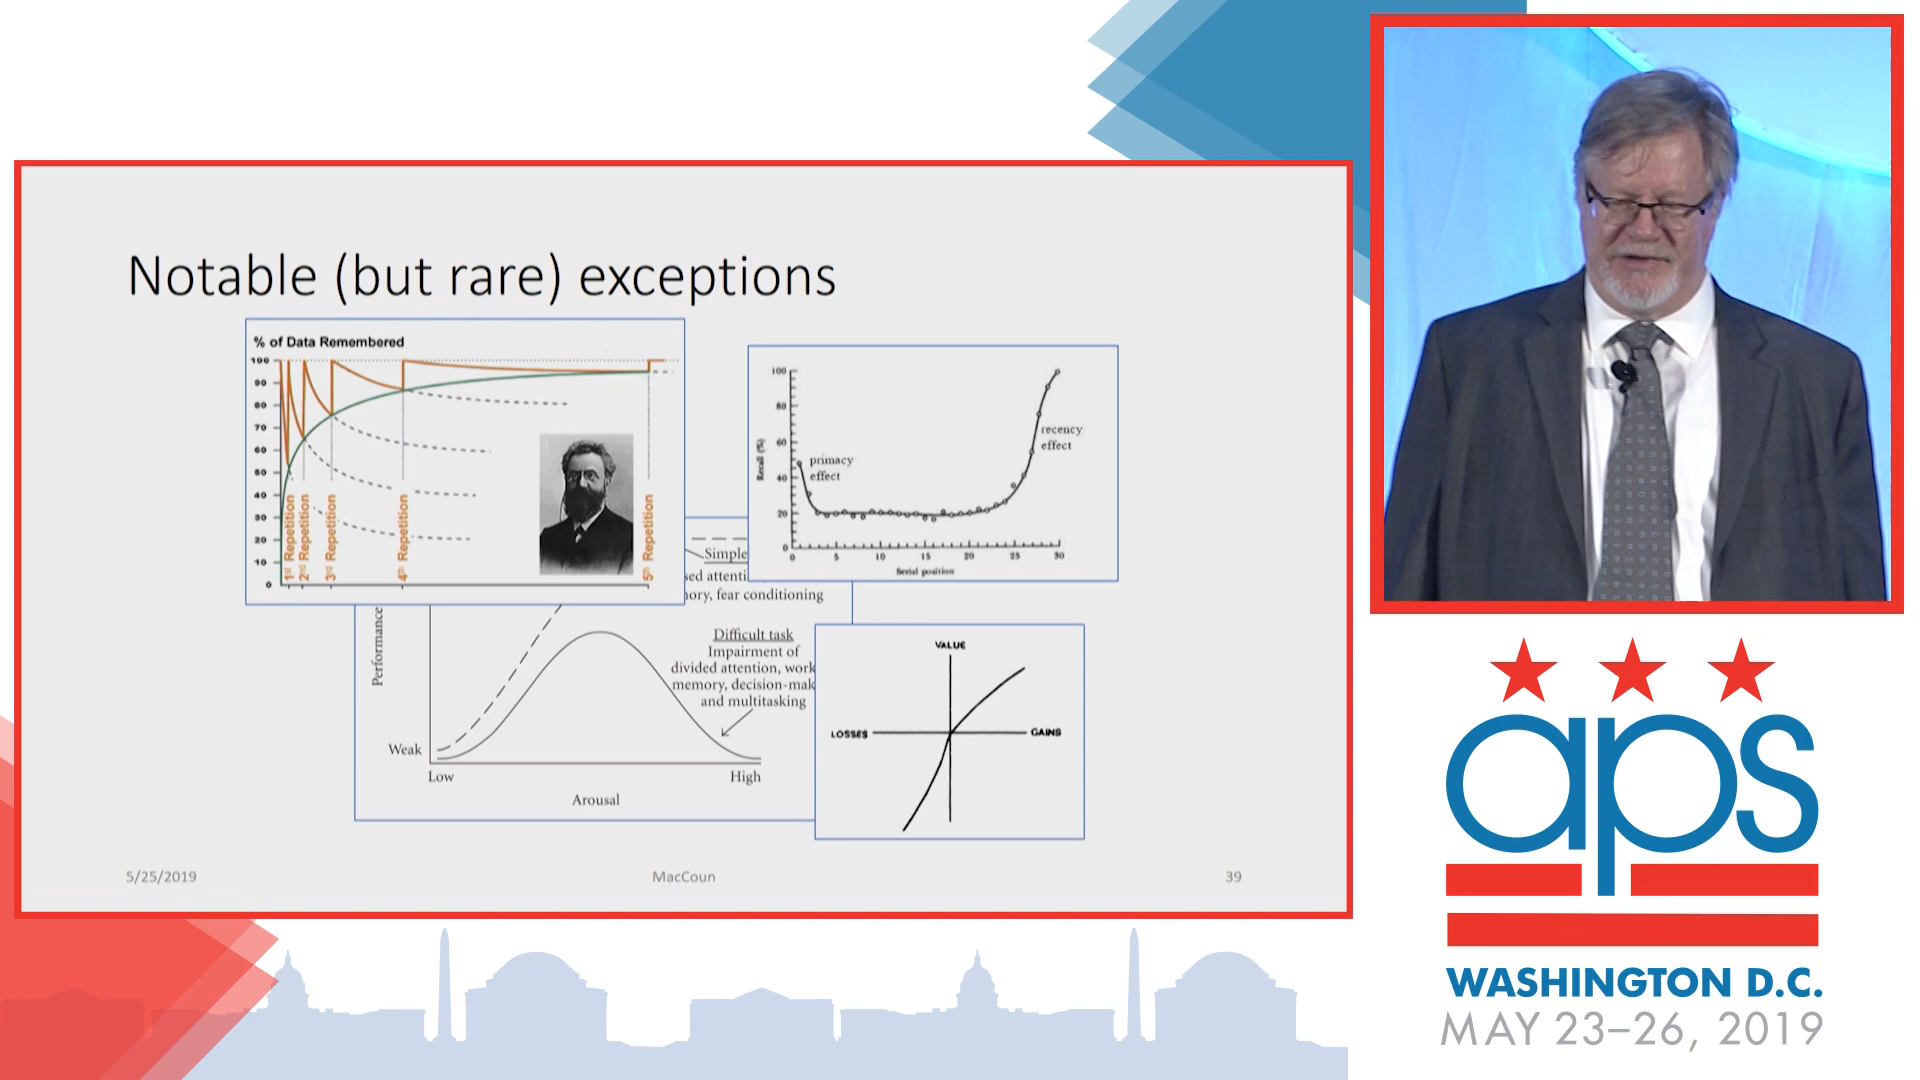 Notable (but rare) exceptions
% of Data Remembered
100
90
80
70
60
50
40
30
20
10
0
1st Repetition
2nd Repetition
3rd Repetition
4th Repetition
5th Repetition
100
80
60
40
20
0
Recall (%)
primacy
effect
recency
effect
0 5 10 15 20 25 30
Serial position
Simple
sed attenti
ory, fear conditioning
Difficult task
Impairment of
divided attention, work
memory, decision-mak
and multitasking
Performance
Weak
Low
High
Arousal
VALUE
LOSSES
GAINS
5/25/2019
MacCoun
39
aps
WASHINGTON D.C.
MAY 23–26, 2019